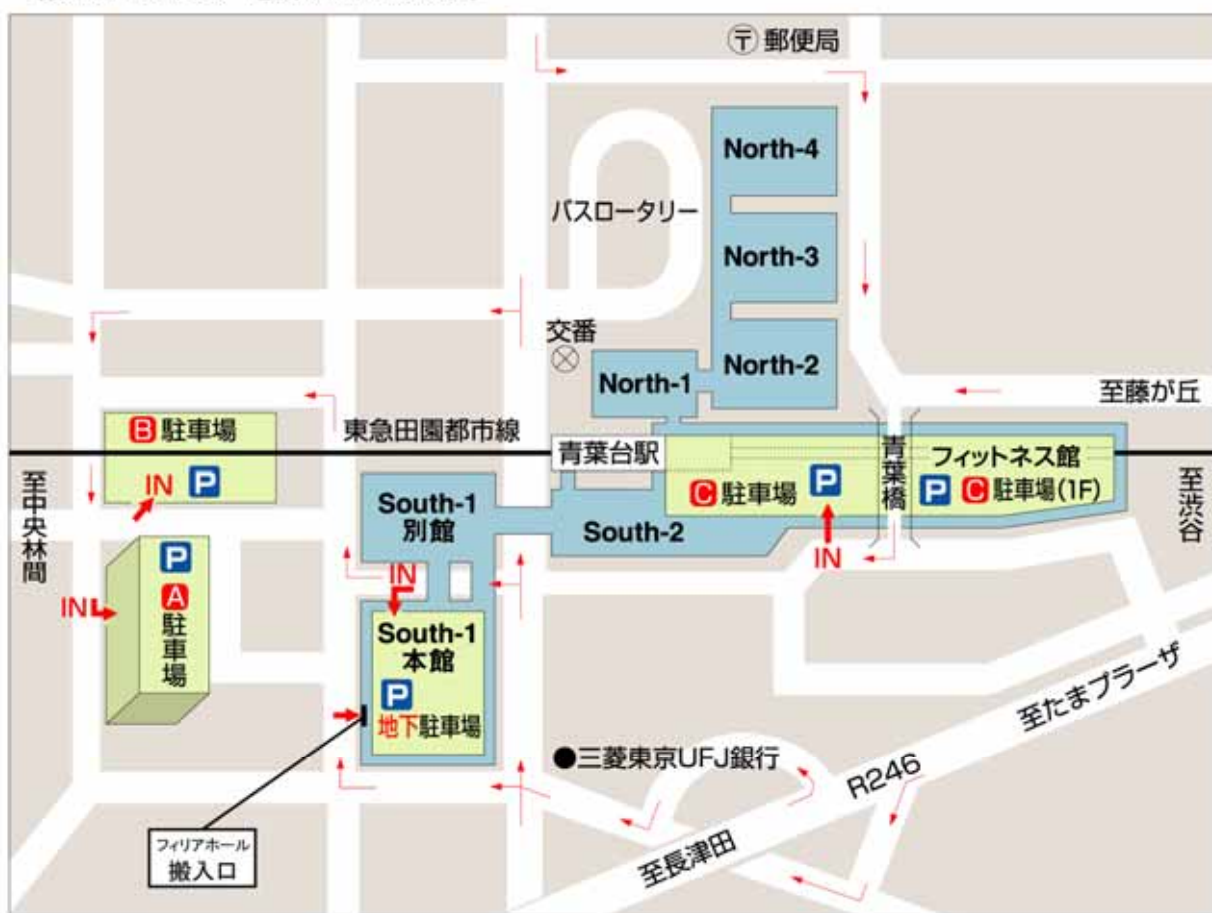 〒 郵便局
North-4
バスロータリー
North-3
交番
North-2
North-1
至藤が丘
B 駐車場
東急田園都市線
青葉台駅
青葉橋
フィットネス館
IN P
C 駐車場 P
P C 駐車場(1F)
至中央林間
至渋谷
South-1
別館
South-2
IN
P
A
駐車場
IN
IN
South-1
本館
P
地下駐車場
至たまプラーザ
●三菱東京UFJ銀行
R246
至長津田
フィリアホール
搬入口